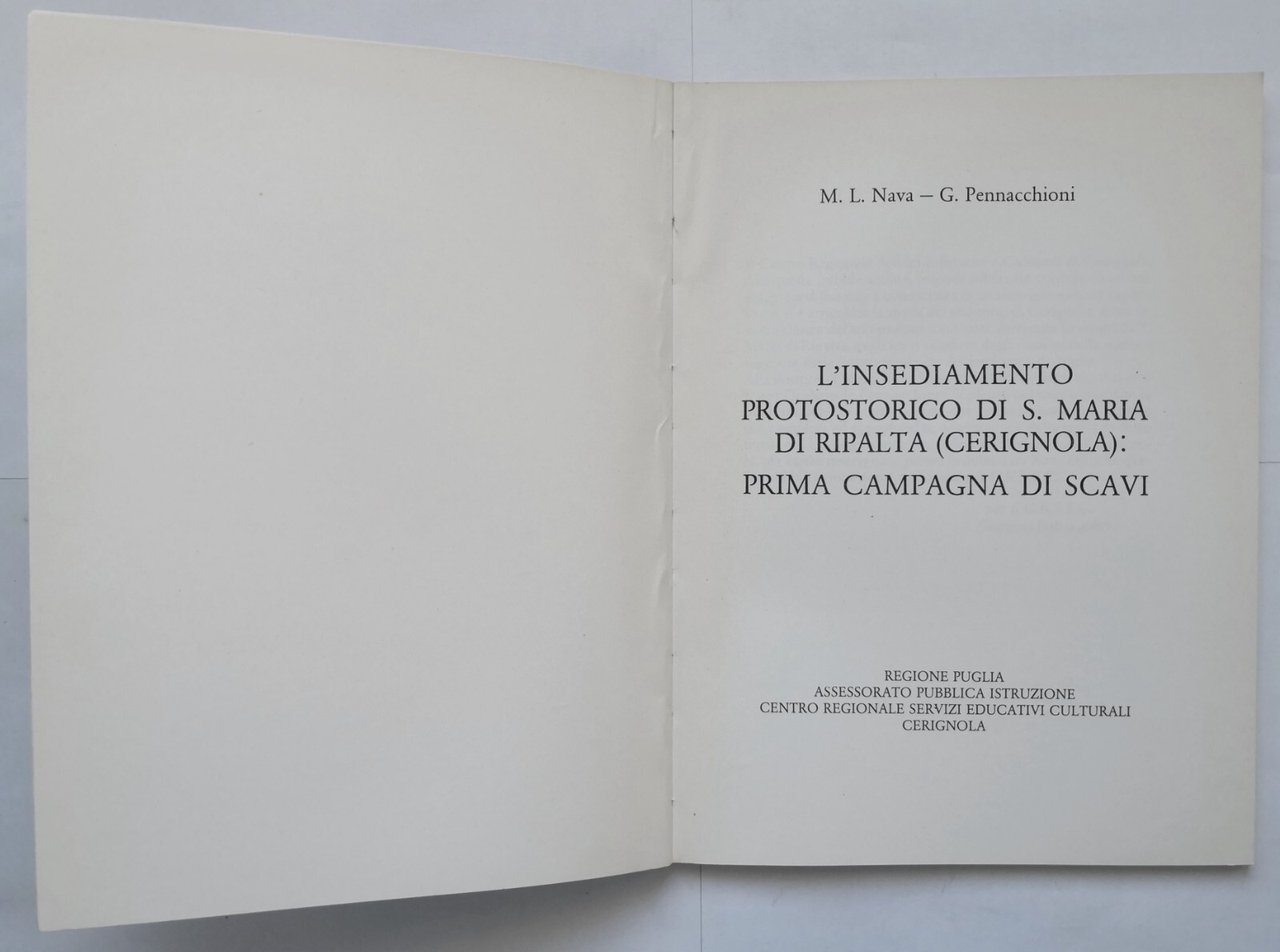 M. L. Nava – G. Pennacchioni
L'INSEDIAMENTO
PROTOSTORICO DI S. MARIA
DI RIPALTA (CERIGNOLA):
PRIMA CAMPAGNA DI SCAVI
REGIONE PUGLIA
ASSESSORATO PUBBLICA ISTRUZIONE
CENTRO REGIONALE SERVIZI EDUCATIVI CULTURALI
CERIGNOLA